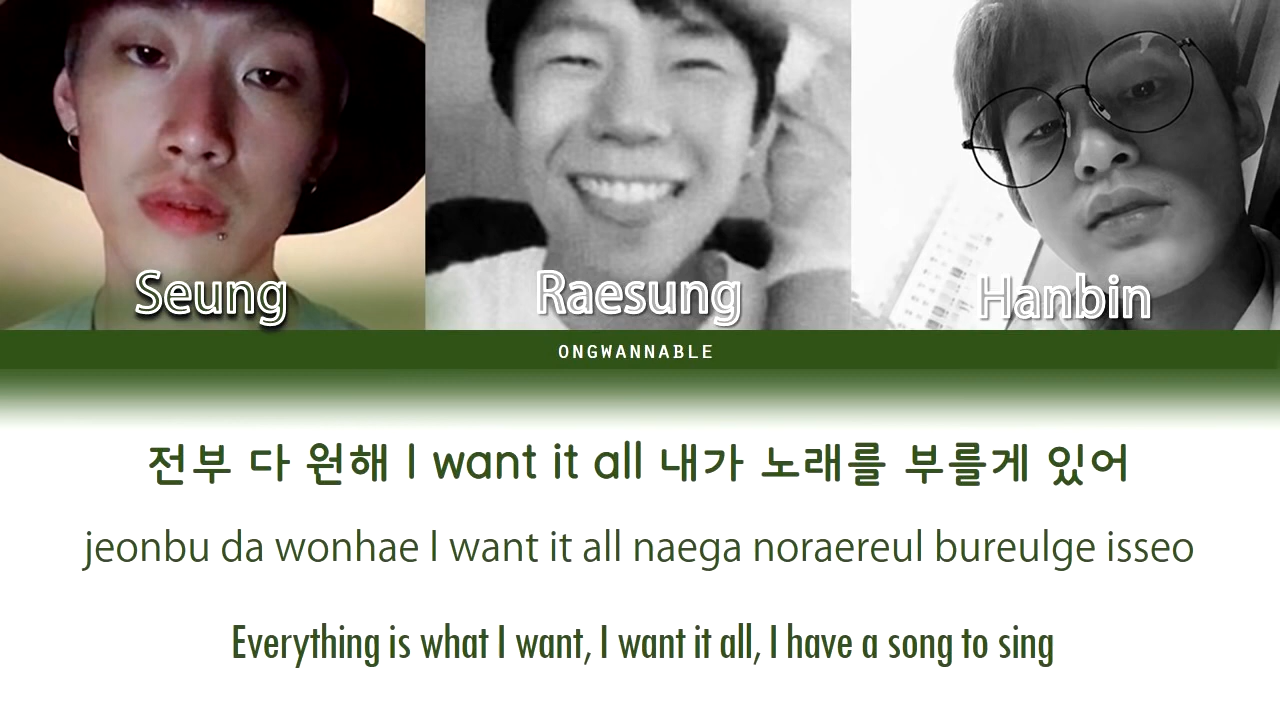 Seung
Raesung
Hanbin
ONGWANNABLE
전부 다 원해 I want it all 내가 노래를 부를게 있어
jeonbu da wonhae I want it all naega noraereul bureulge isseo
Everything is what I want, I want it all, I have a song to sing